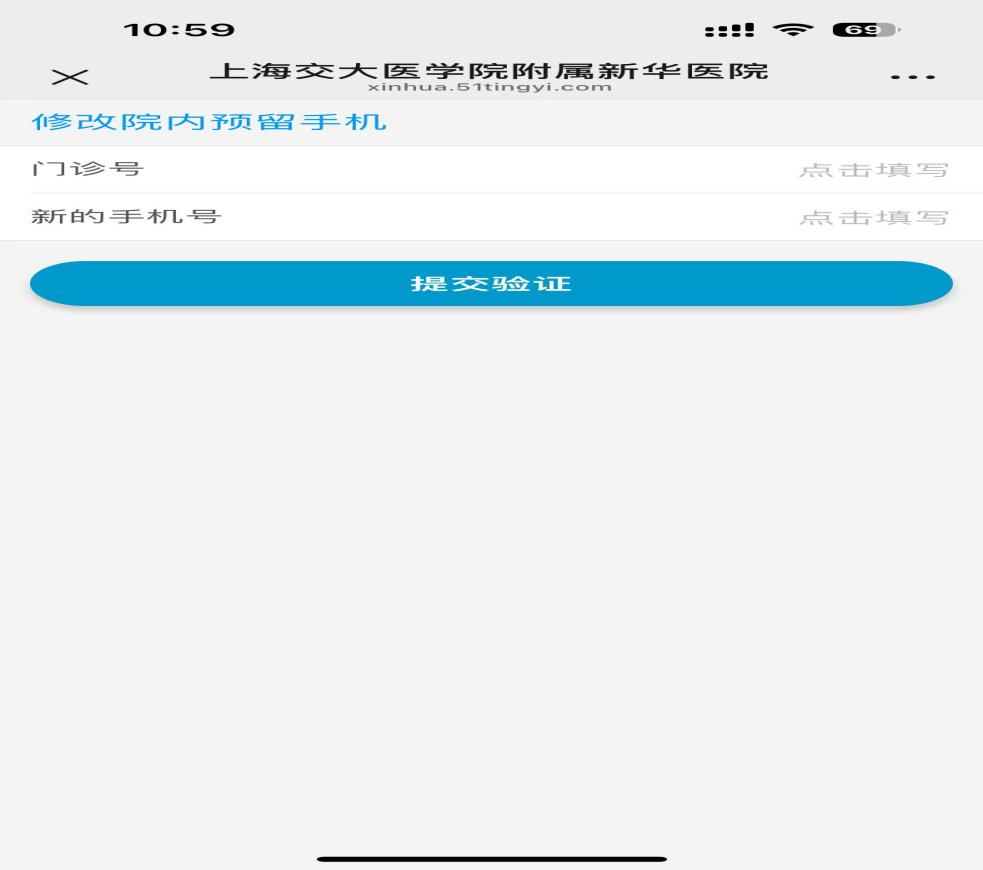 10:59
69
上海交大医学院附属新华医院
xinhua.51tingyi.com
修改院内预留手机
门诊号 点击填写
新的手机号 点击填写
提交验证